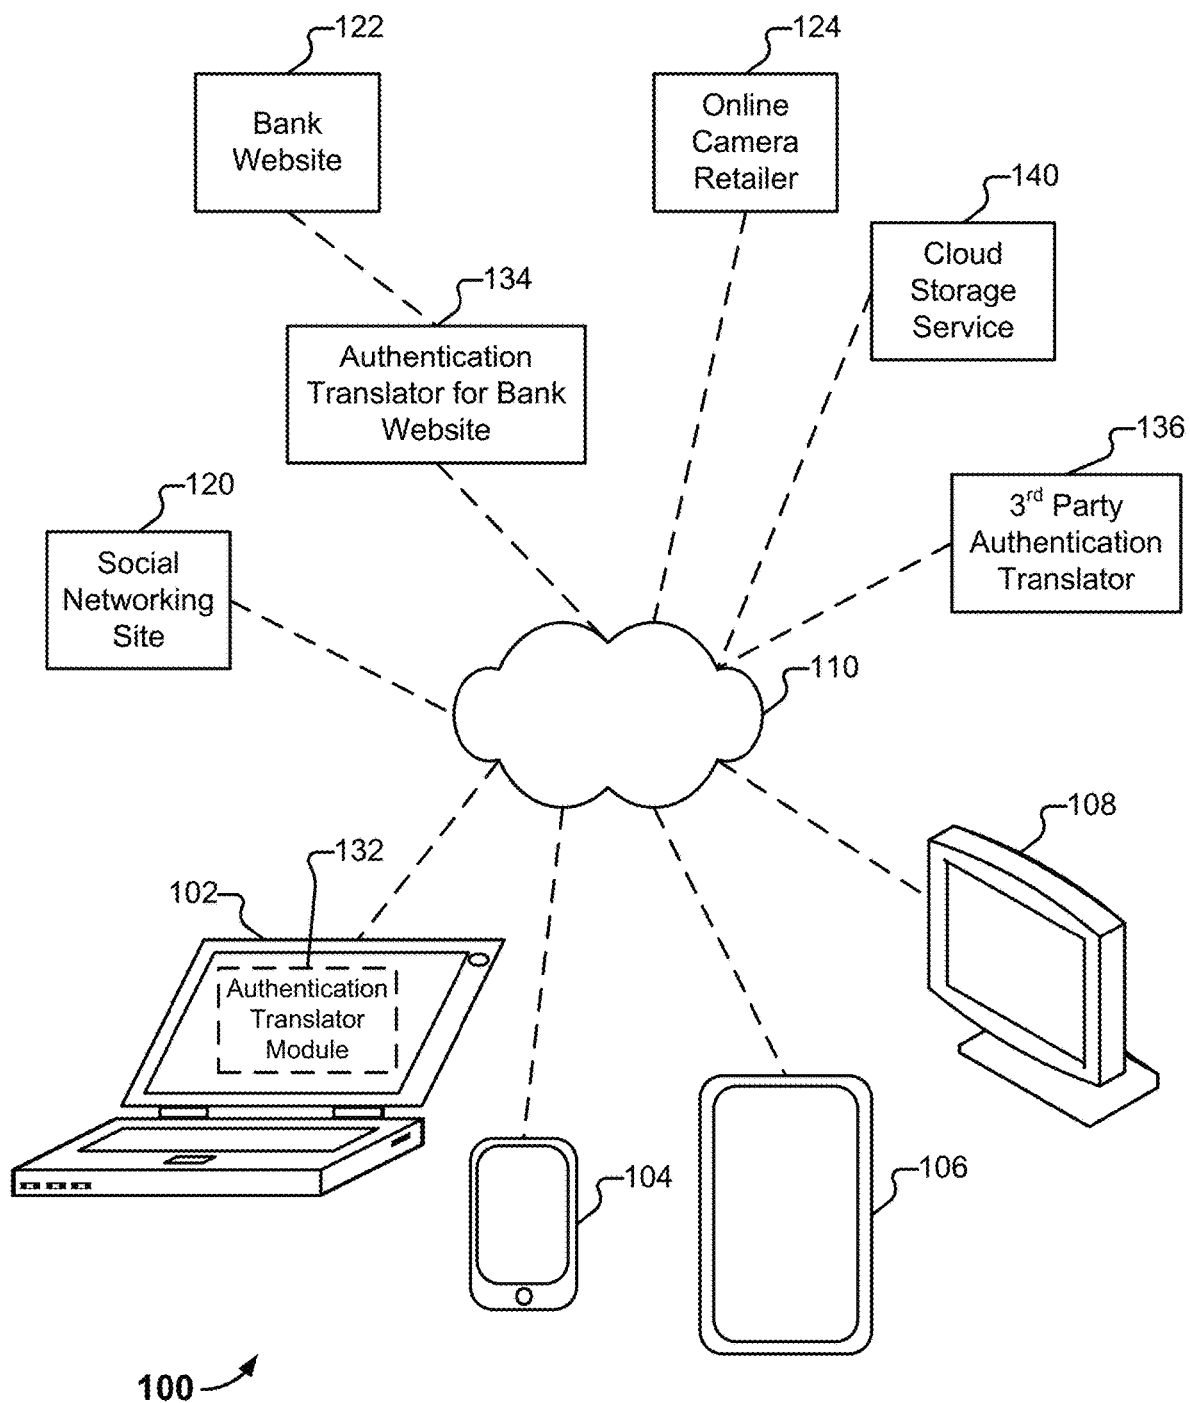 122
Bank
Website
124
Online
Camera
Retailer
140
Cloud
Storage
Service
134
Authentication
Translator for Bank
Website
136
3rd Party
Authentication
Translator
120
Social
Networking
Site
110
108
132
102
Authentication
Translator
Module
104
106
100